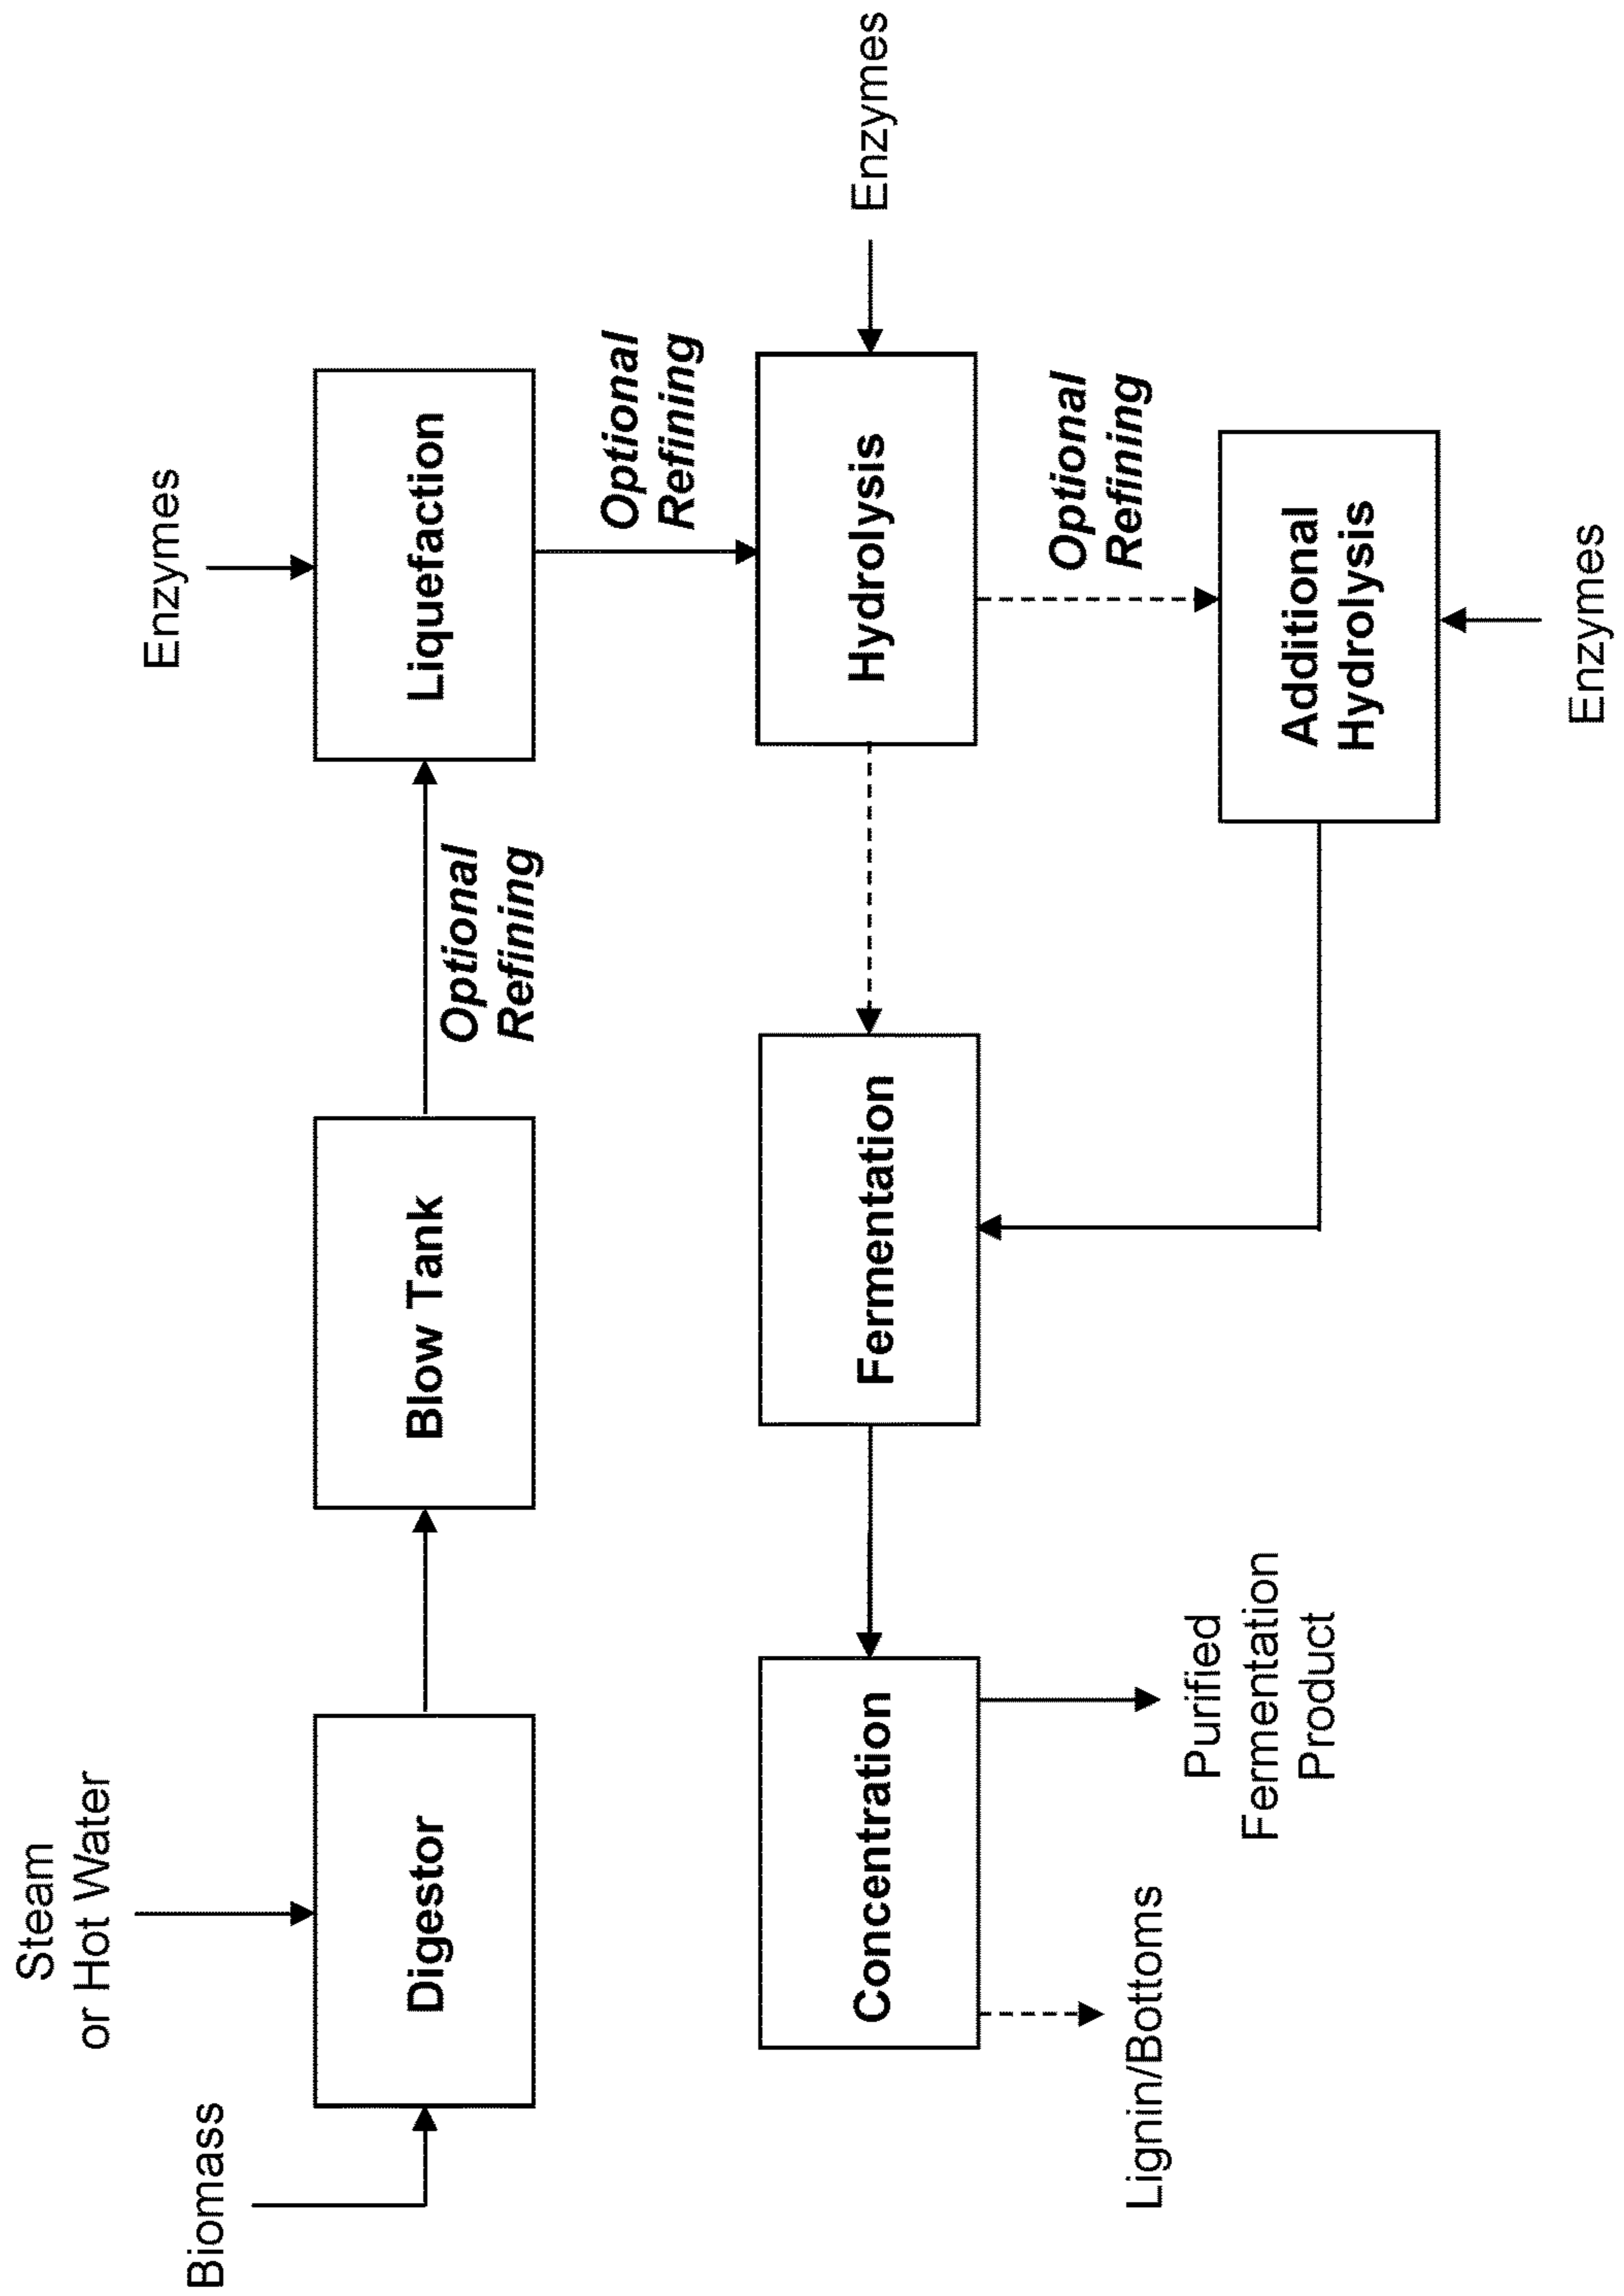 Steam
or Hot Water
Biomass
Digestor
Blow Tank
Optional
Refining
Enzymes
Liquefaction
Optional
Refining
Enzymes
Hydrolysis
Optional
Refining
Additional
Hydrolysis
Enzymes
Fermentation
Concentration
Lignin/Bottoms
Purified
Fermentation
Product